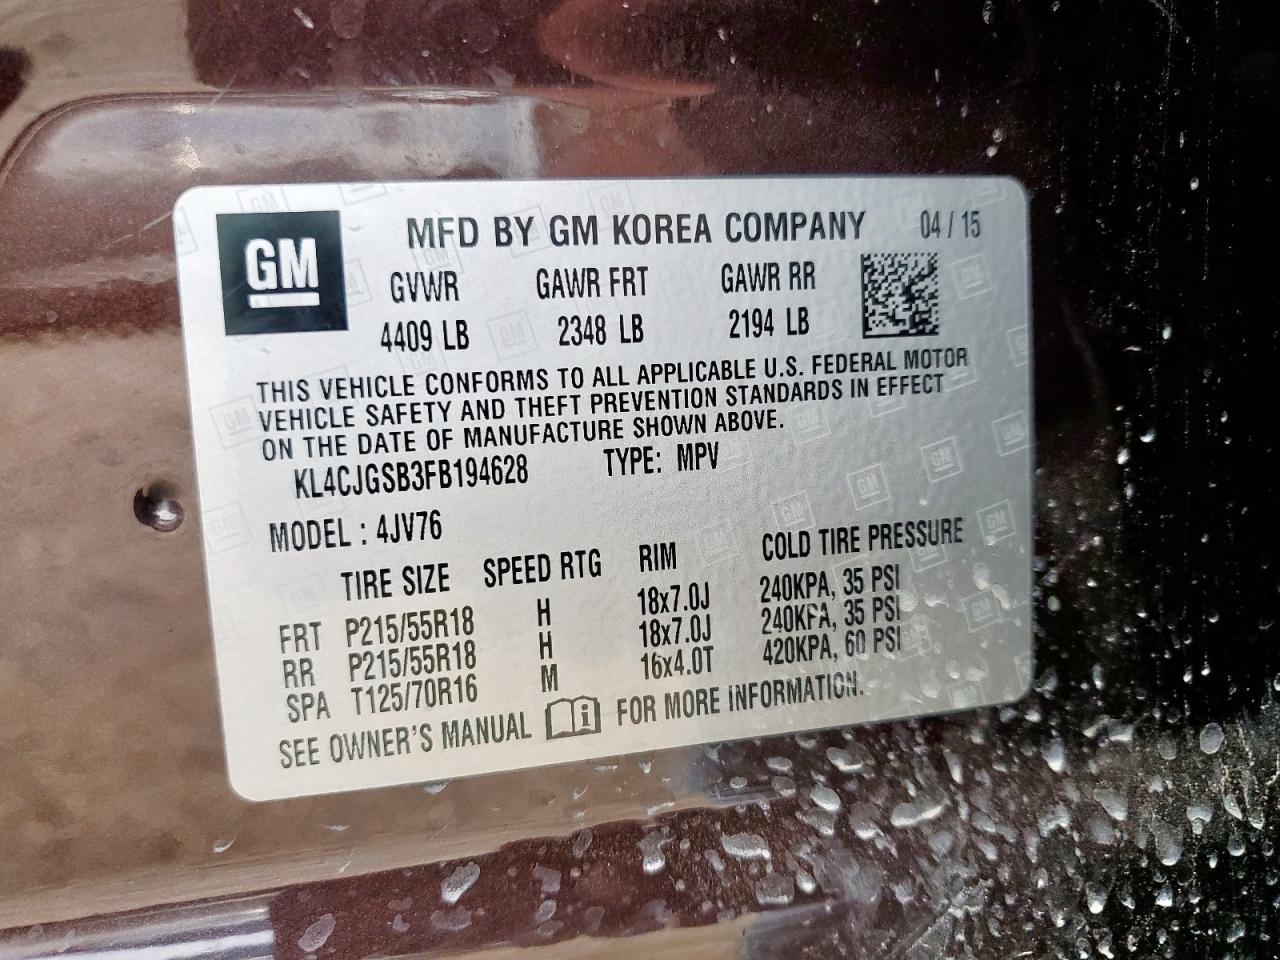 GM
MFD BY GM KOREA COMPANY 04 / 15
GVWR GAWR FRT GAWR RR
4409 LB 2348 LB 2194 LB
THIS VEHICLE CONFORMS TO ALL APPLICABLE U.S. FEDERAL MOTOR
VEHICLE SAFETY AND THEFT PREVENTION STANDARDS IN EFFECT
ON THE DATE OF MANUFACTURE SHOWN ABOVE.
KL4CJGSB3FB194628 TYPE: MPV
MODEL : 4JV76
TIRE SIZE SPEED RTG RIM COLD TIRE PRESSURE
FRT P215/55R18 H 18x7.0J 240KPA, 35 PSI
RR P215/55R18 H 18x7.0J 240KPA, 35 PSI
SPA T125/70R16 M 16x4.0T 420KPA, 60 PSI
SEE OWNER'S MANUAL i FOR MORE INFORMATION.